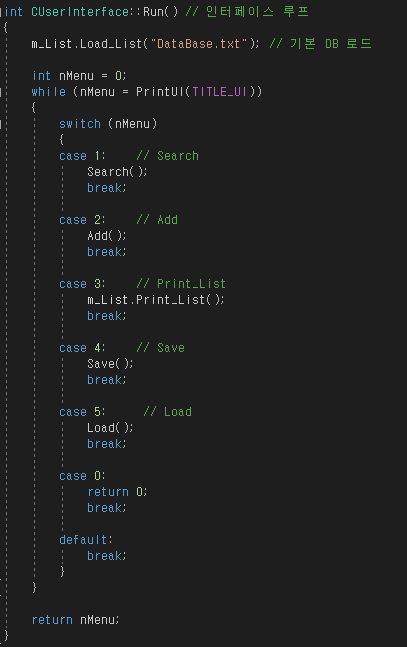 int CUserInterface::Run() // 인터페이스 루프
{
m_List.Load_List("DataBase.txt"); // 기본 DB 로드
int nMenu = 0;
while (nMenu = PrintUI(TITLE_UI))
{
switch (nMenu)
{
case 1: // Search
Search();
break;
case 2: // Add
Add();
break;
case 3: // Print_List
m_List.Print_List();
break;
case 4: // Save
Save();
break;
case 5: // Load
Load();
break;
case 0:
return 0;
break;
default:
break;
}
}
return nMenu;
}